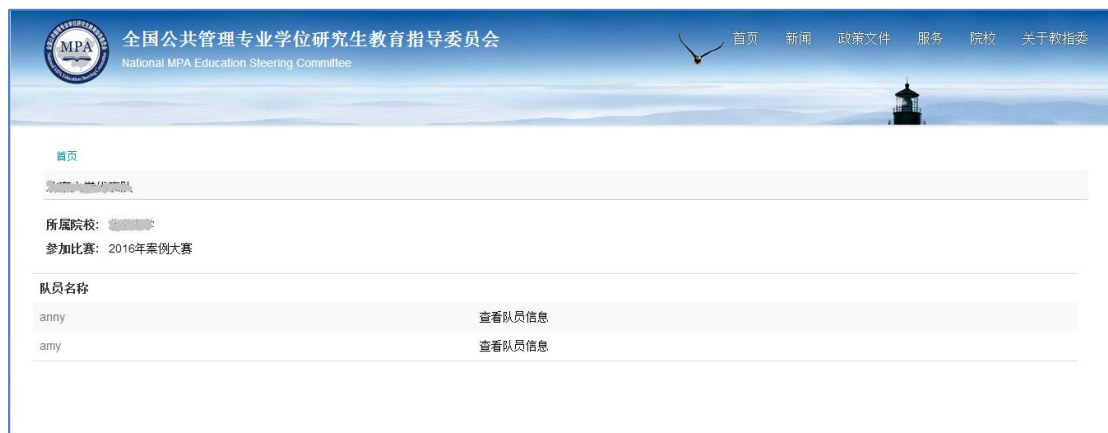 MPA
全国公共管理专业学位研究生教育指导委员会
National MPA Education Steering Committee
首页 新闻 政策文件 服务 院校 关于教指委
首页
所属院校:
参加比赛: 2016年案例大赛
队员名称
anny 查看队员信息
amy 查看队员信息